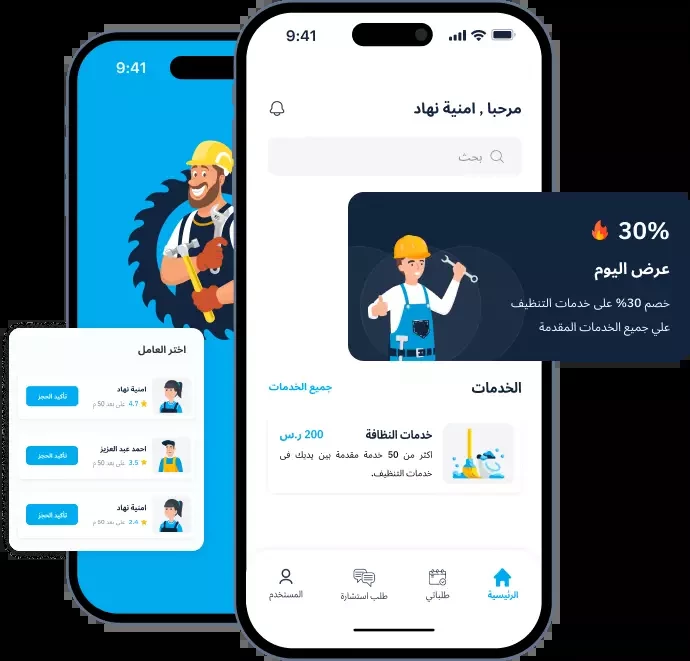 9:41
9:41
مرحبا , امنية نهاد
بحث
30%
عرض اليوم
خصم 30% على خدمات التنظيف
علي جميع الخدمات المقدمة
الخدمات
جميع الخدمات
خدمات النظافة
200 ر.س
اكثر من 50 خدمة مقدمة بين يديك فى
خدمات التنظيف.
الرئيسية
طلباتي
طلب استشارة
المستخدم
اختر العامل
امنية نهاد
4.7 على بعد 50 م
تأكيد الحجز
احمد عبد العزيز
3.5 على بعد 50 م
تأكيد الحجز
امنية نهاد
2.4 على بعد 50 م
تأكيد الحجز